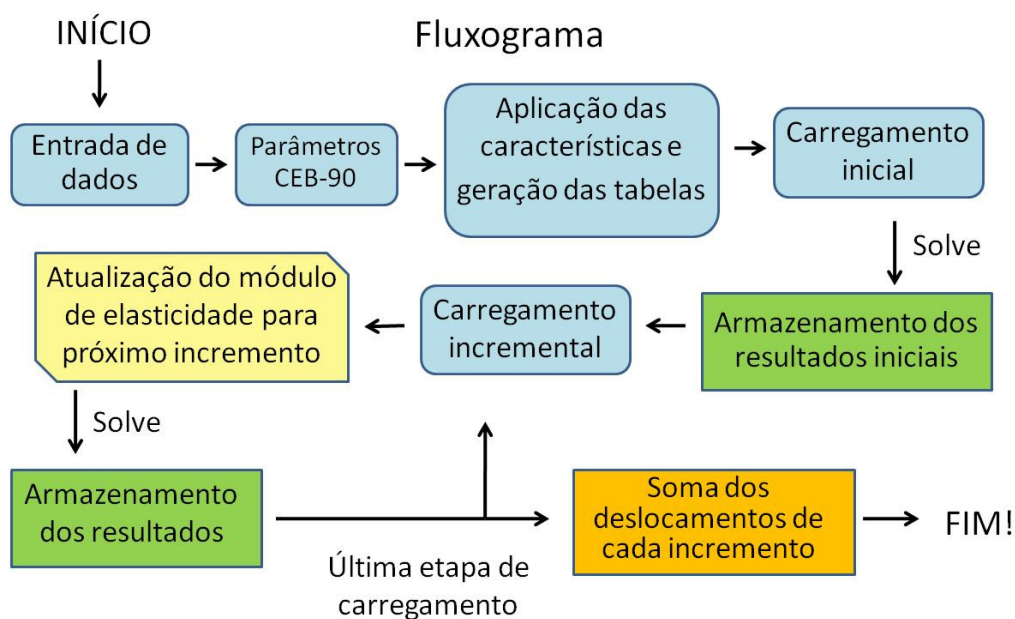 INÍCIO
Fluxograma
Entrada de
dados
Parâmetros
CEB-90
Aplicação das
características e
geração das tabelas
Carregamento
inicial
Solve
Armazenamento dos
resultados iniciais
Carregamento
incremental
Atualização do módulo
de elasticidade para
próximo incremento
Solve
Armazenamento
dos resultados
Última etapa de
carregamento
Soma dos
deslocamentos de
cada incremento
FIM!